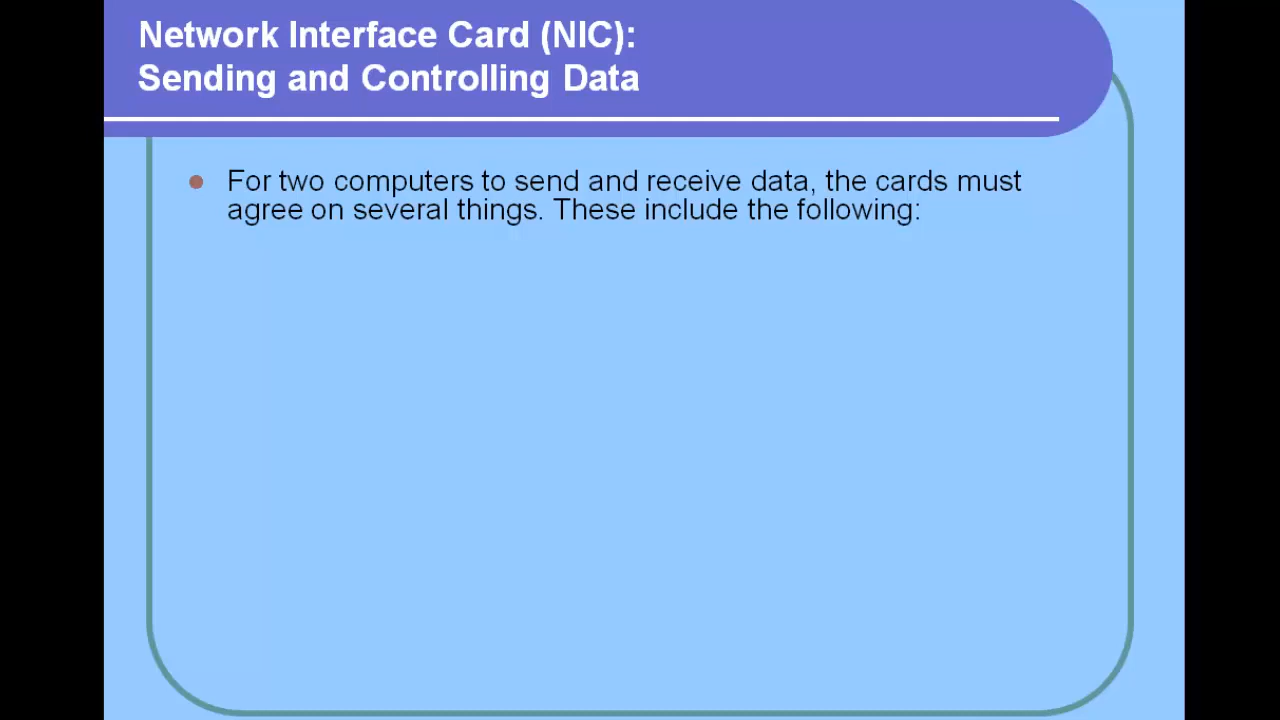 Network Interface Card (NIC):
Sending and Controlling Data
For two computers to send and receive data, the cards must
agree on several things. These include the following: